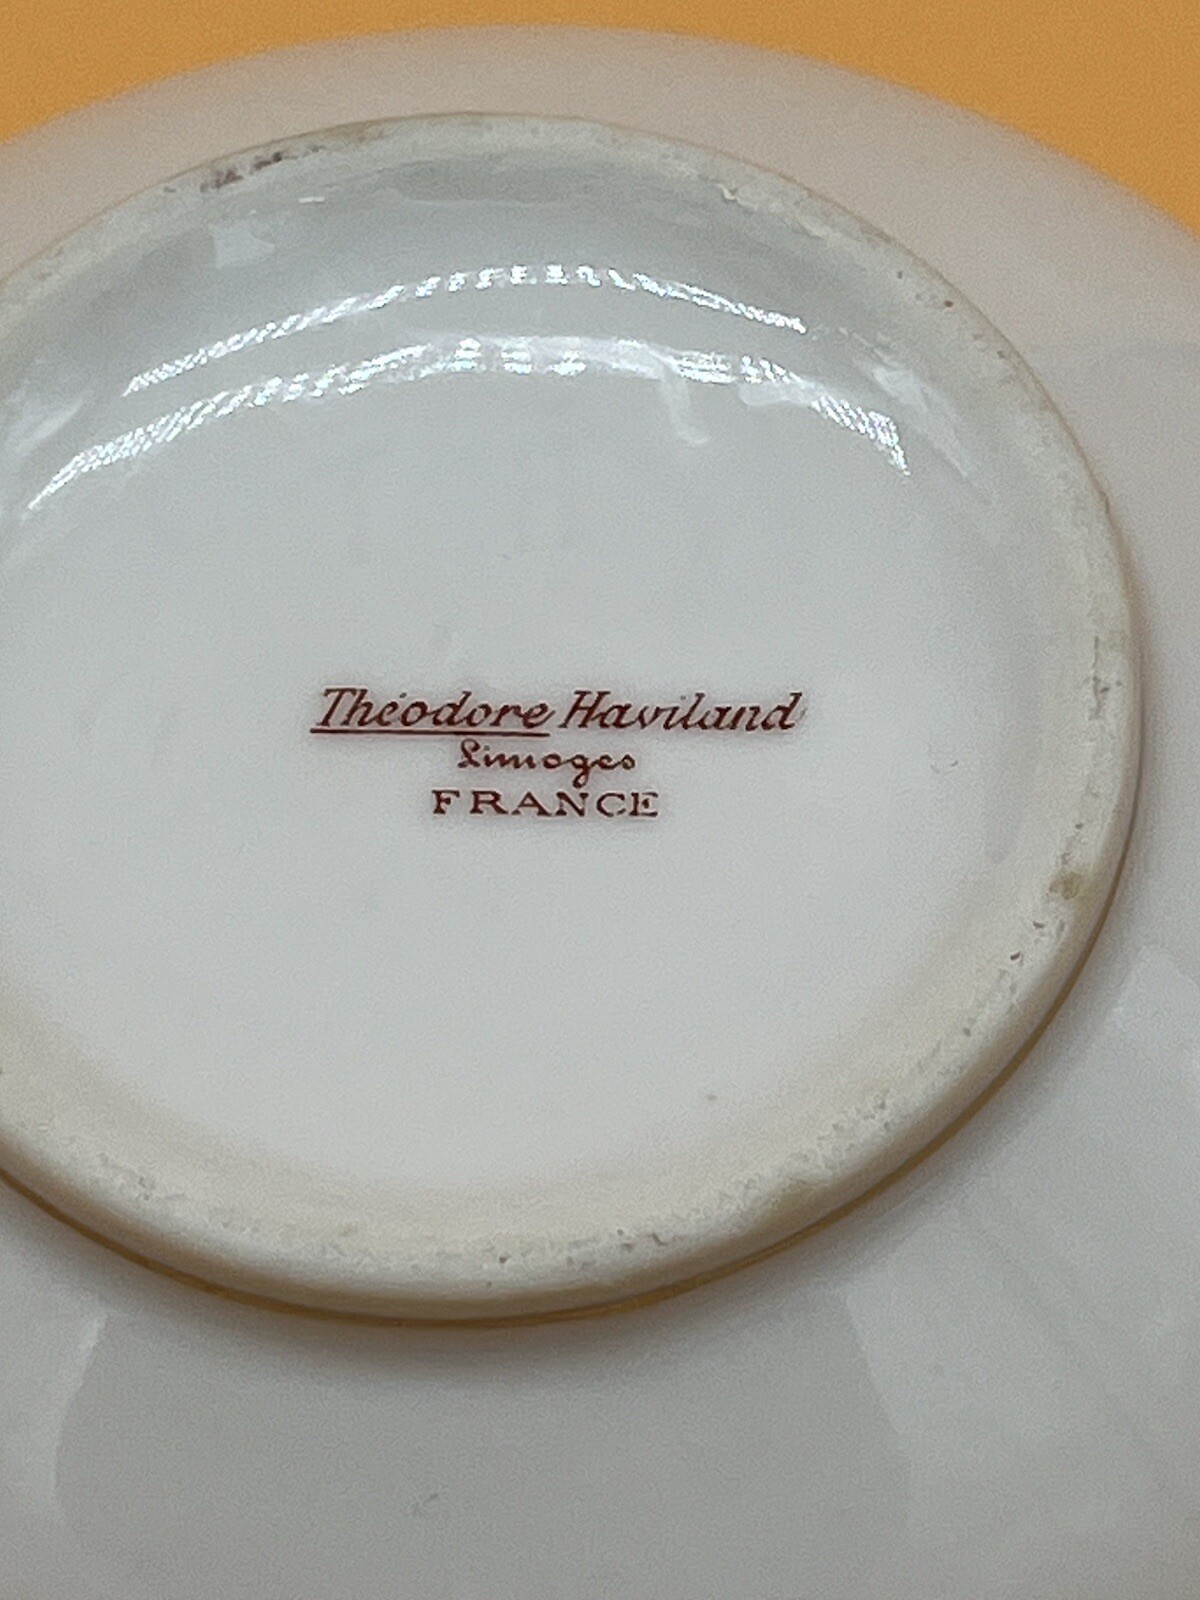 Théodore Haviland
Limoges
FRANCE